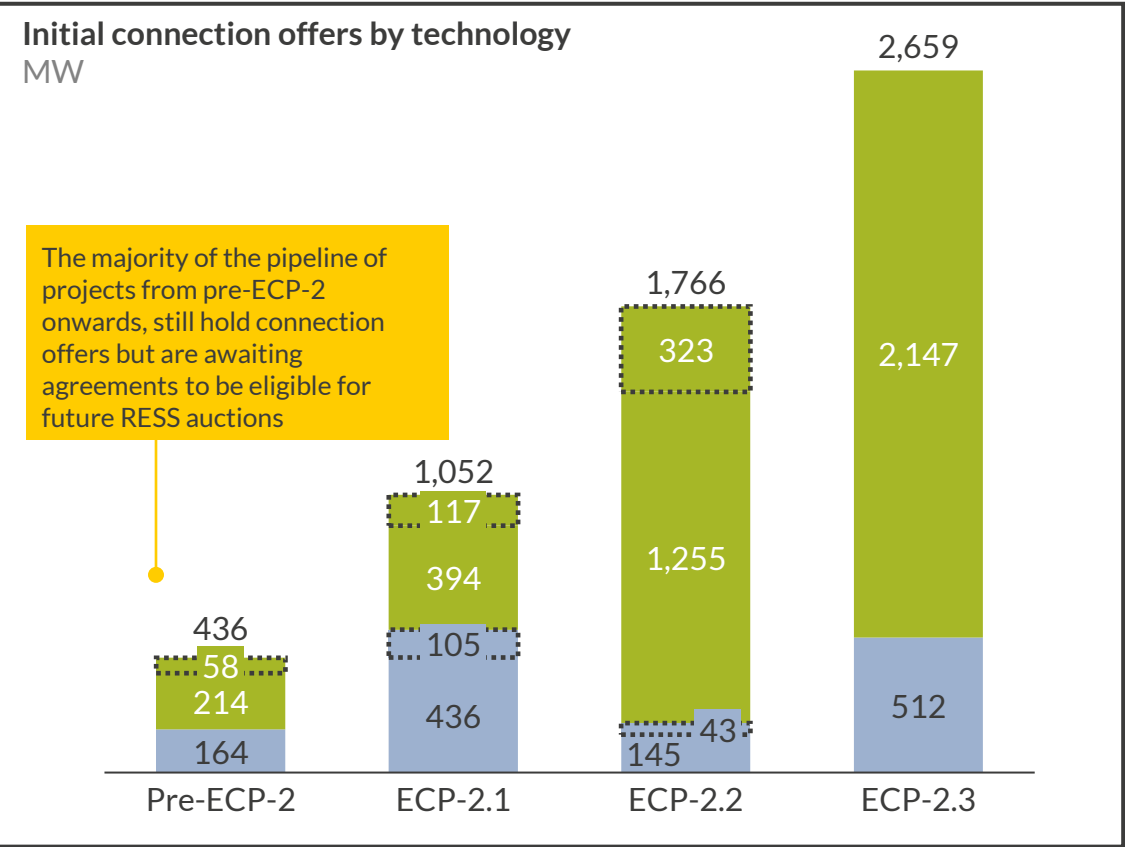 Initial connection offers by technology
MW
The majority of the pipeline of
projects from pre-ECP-2
onwards, still hold connection
offers but are awaiting
agreements to be eligible for
future RESS auctions
436
58
214
164
1,052
117
394
105
436
1,766
323
1,255
43
145
2,659
2,147
512
Pre-ECP-2
ECP-2.1
ECP-2.2
ECP-2.3